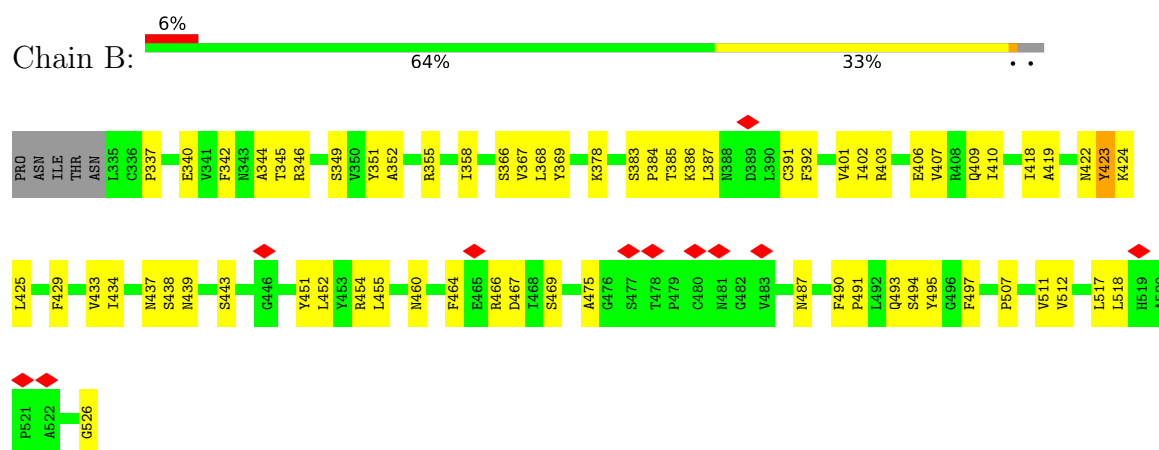 6%
Chain B:
64% 33% • •
PRO ASN ILE THR ASN L335 C336 P337 E340 V341 F342 N343 A344 T345 R346 S349 V350 Y351 A352 R355 I358 S366 V367 L368 Y369 K378 S383 P384 T385 K386 L387 N388 D389 L390 C391 F392 V401 I402 R403 E406 V407 R408 Q409 I410 I418 A419 N422 Y423 K424
L425 F429 V433 I434 N437 S438 N439 S443 G446 Y451 L452 Y453 R454 L455 N460 F464 E465 R466 D467 I468 S469 A475 G476 S477 T478 P479 C480 N481 G482 V483 N487 F490 P491 L492 Q493 S494 Y495 G496 F497 P507 V511 V512 L517 L518 H519
P521 A522 G526